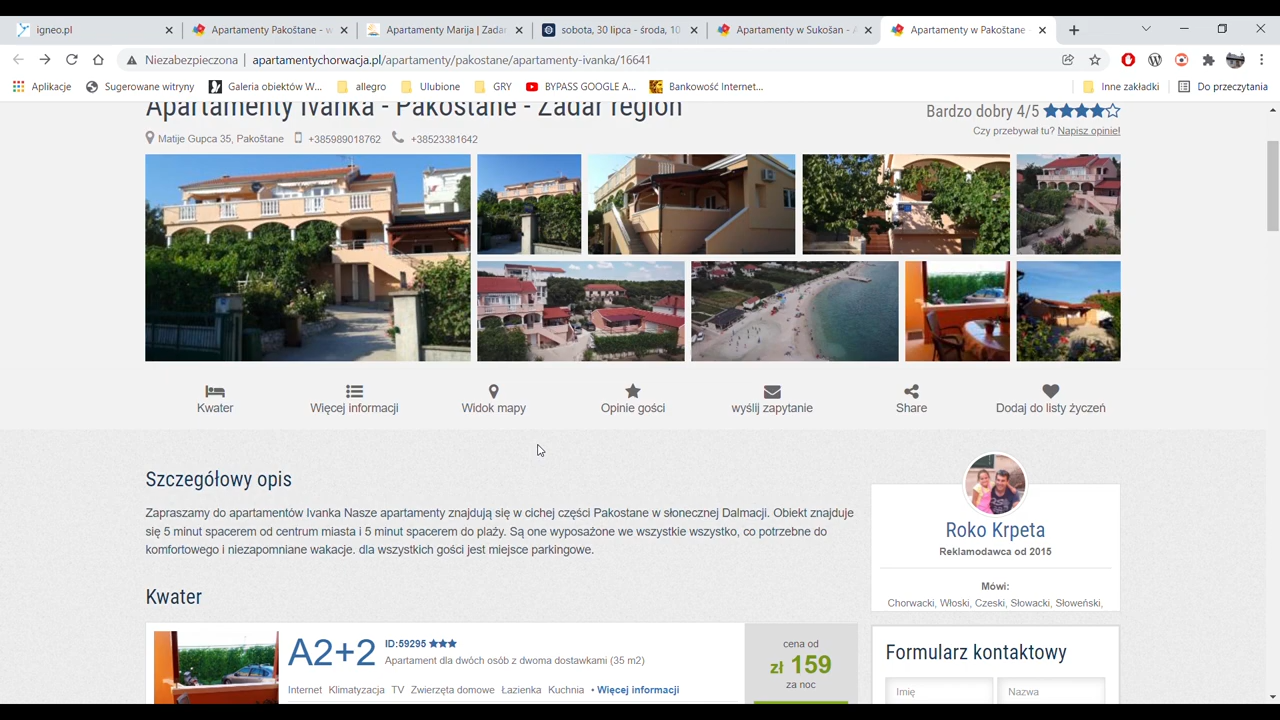 igneo.pl
Apartamenty Pakoštane - w
Apartamenty Marija | Zadar
sobota, 30 lipca - środa, 10
Apartamenty w Sukošan - A
Apartamenty w Pakoštane
Niezabezpieczona | apartamentychorwacja.pl/apartamenty/pakostane/apartamenty-ivanka/16641
Aplikacje
Sugerowane witryny
Galeria obiektów W...
allegro
Ulubione
GRY
BYPASS GOOGLE A...
Bankowość Internet...
Inne zakładki
Do przeczytania
Apartamenty Ivanka - Pakoštane - Zadar region
Bardzo dobry 4/5
Matije Gupca 35, Pakoštane +385989018762 +38523381642
Czy przebywał tu? Napisz opinie!
Kwater
Więcej informacji
Widok mapy
Opinie gości
wyślij zapytanie
Share
Dodaj do listy życzeń
Szczegółowy opis
Zapraszamy do apartamentów Ivanka Nasze apartamenty znajdują się w cichej części Pakostane w słonecznej Dalmacji. Obiekt znajduje
się 5 minut spacerem od centrum miasta i 5 minut spacerem do plaży. Są one wyposażone we wszystkie wszystko, co potrzebne do
komfortowego i niezapomniane wakacje. dla wszystkich gości jest miejsce parkingowe.
Roko Krpeta
Reklamodawca od 2015
Mówi:
Chorwacki, Włoski, Czeski, Słowacki, Słoweński,
Kwater
A2+2
ID:59295
Apartament dla dwóch osób z dwoma dostawkami (35 m2)
Internet Klimatyzacja TV Zwierzęta domowe Łazienka Kuchnia • Więcej informacji
cena od
zł 159
za noc
Formularz kontaktowy
Imię
Nazwa